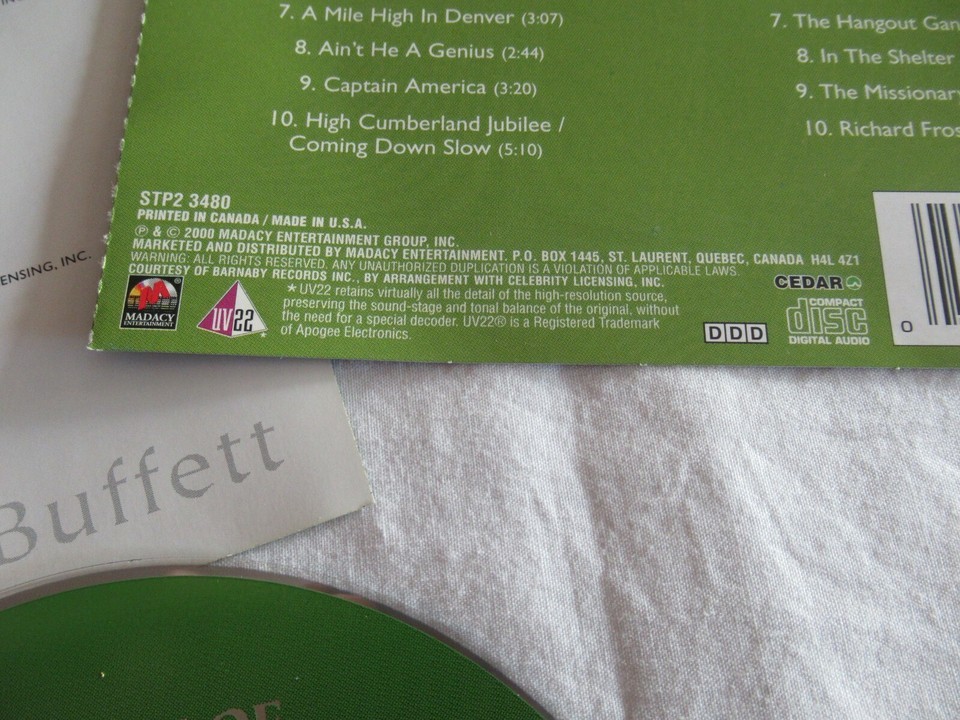 7. A Mile High In Denver (3:07)
8. Ain't He A Genius (2:44)
9. Captain America (3:20)
10. High Cumberland Jubilee /
Coming Down Slow (5:10)
7. The Hangout Gan
8. In The Shelter
9. The Missionary
10. Richard Fros
STP2 3480
PRINTED IN CANADA / MADE IN U.S.A.
℗ & © 2000 MADACY ENTERTAINMENT GROUP, INC.
MARKETED AND DISTRIBUTED BY MADACY ENTERTAINMENT. P.O. BOX 1445, ST. LAURENT, QUEBEC, CANADA H4L 4Z1
WARNING: ALL RIGHTS RESERVED. ANY UNAUTHORIZED DUPLICATION IS A VIOLATION OF APPLICABLE LAWS.
COURTESY OF BARNABY RECORDS INC., BY ARRANGEMENT WITH CELEBRITY LICENSING, INC.
*UV22 retains virtually all the detail of the high-resolution source,
preserving the sound-stage and tonal balance of the original, without
the need for a special decoder. UV22® is a Registered Trademark
of Apogee Electronics.
MADACY
ENTERTAINMENT
UV22
*
CEDAR
DDD
COMPACT
disc
DIGITAL AUDIO
0
ENSING, INC.
Buffett
OF